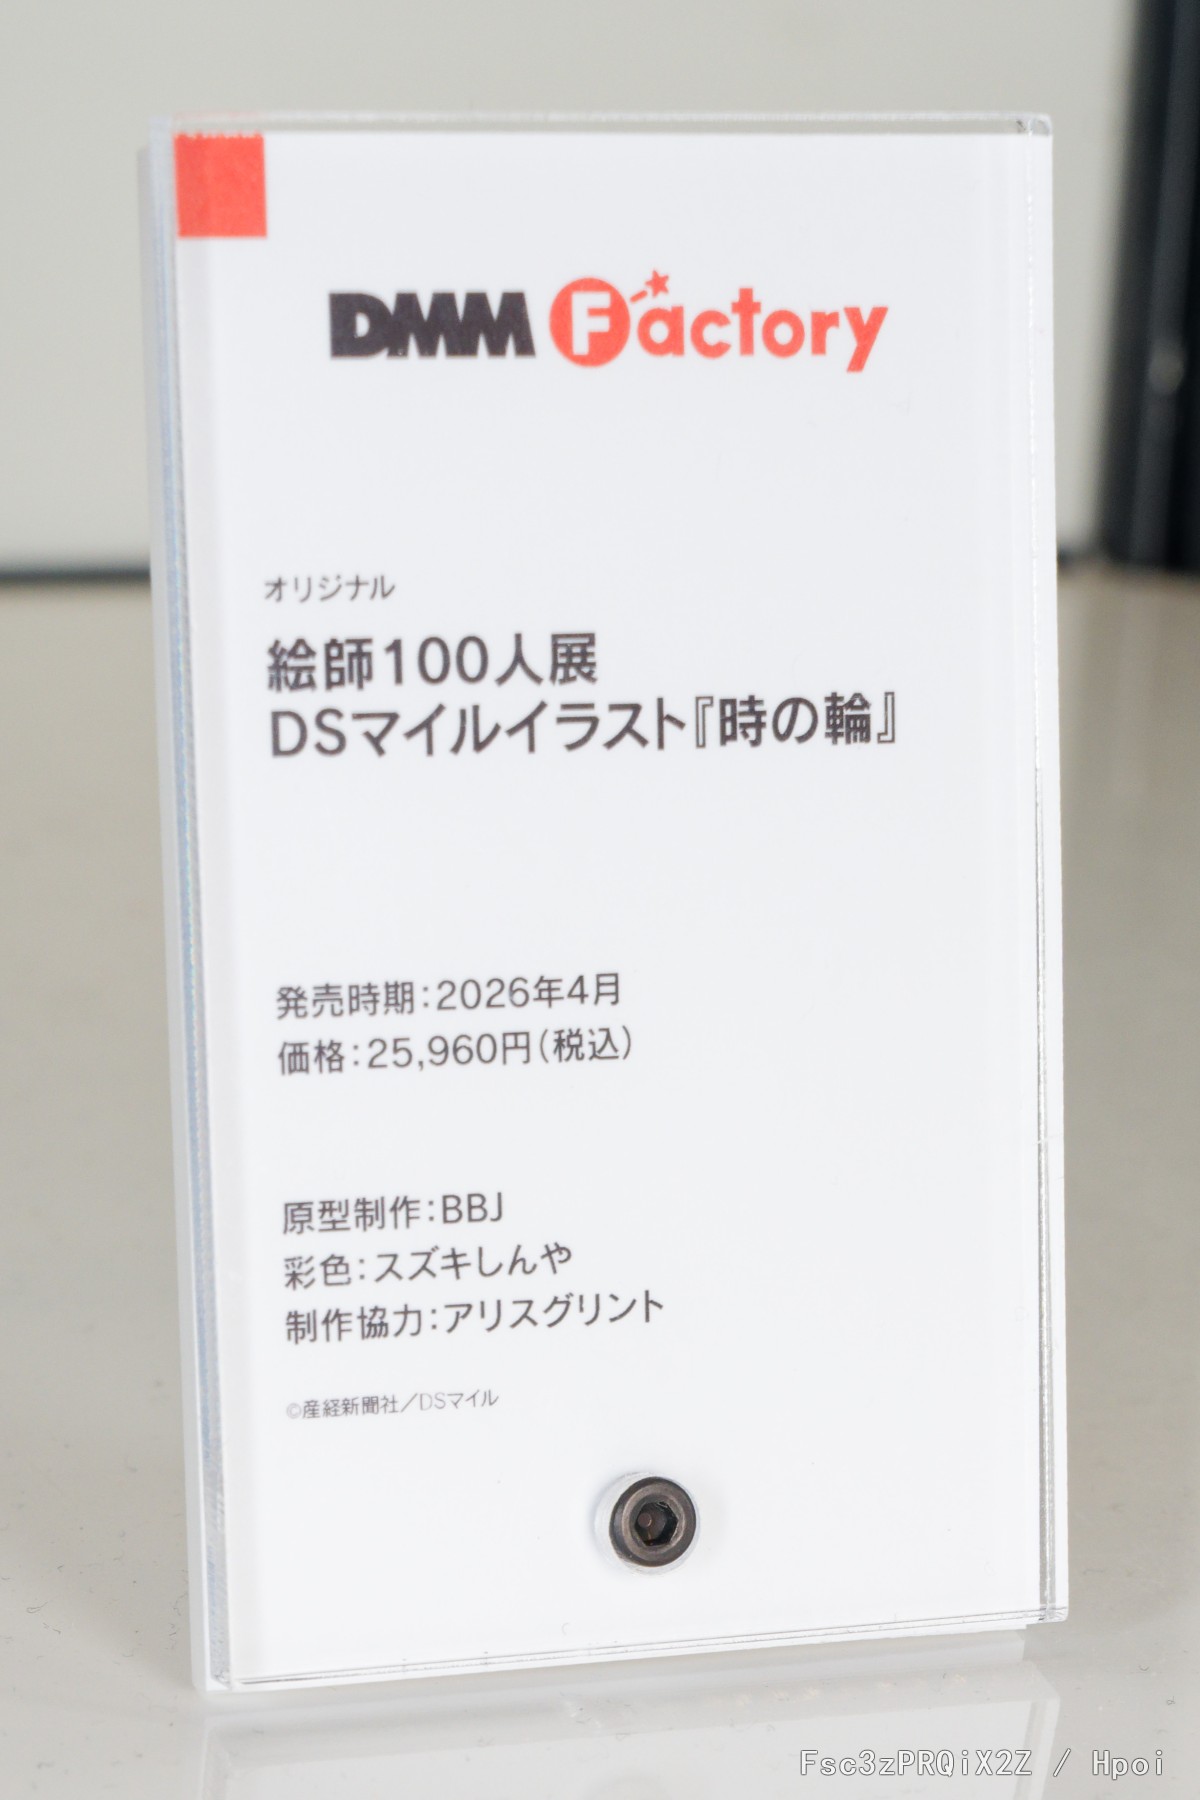 DMM Factory
オリジナル
絵師100人展
DSマイルイラスト『時の輪』
発売時期：2026年4月
価格：25,960円（税込）
原型制作：BBJ
彩色：スズキしんや
制作協力：アリスグリント
©産経新聞社／DSマイル
Fsc3zPRQiX2Z / Hpoi